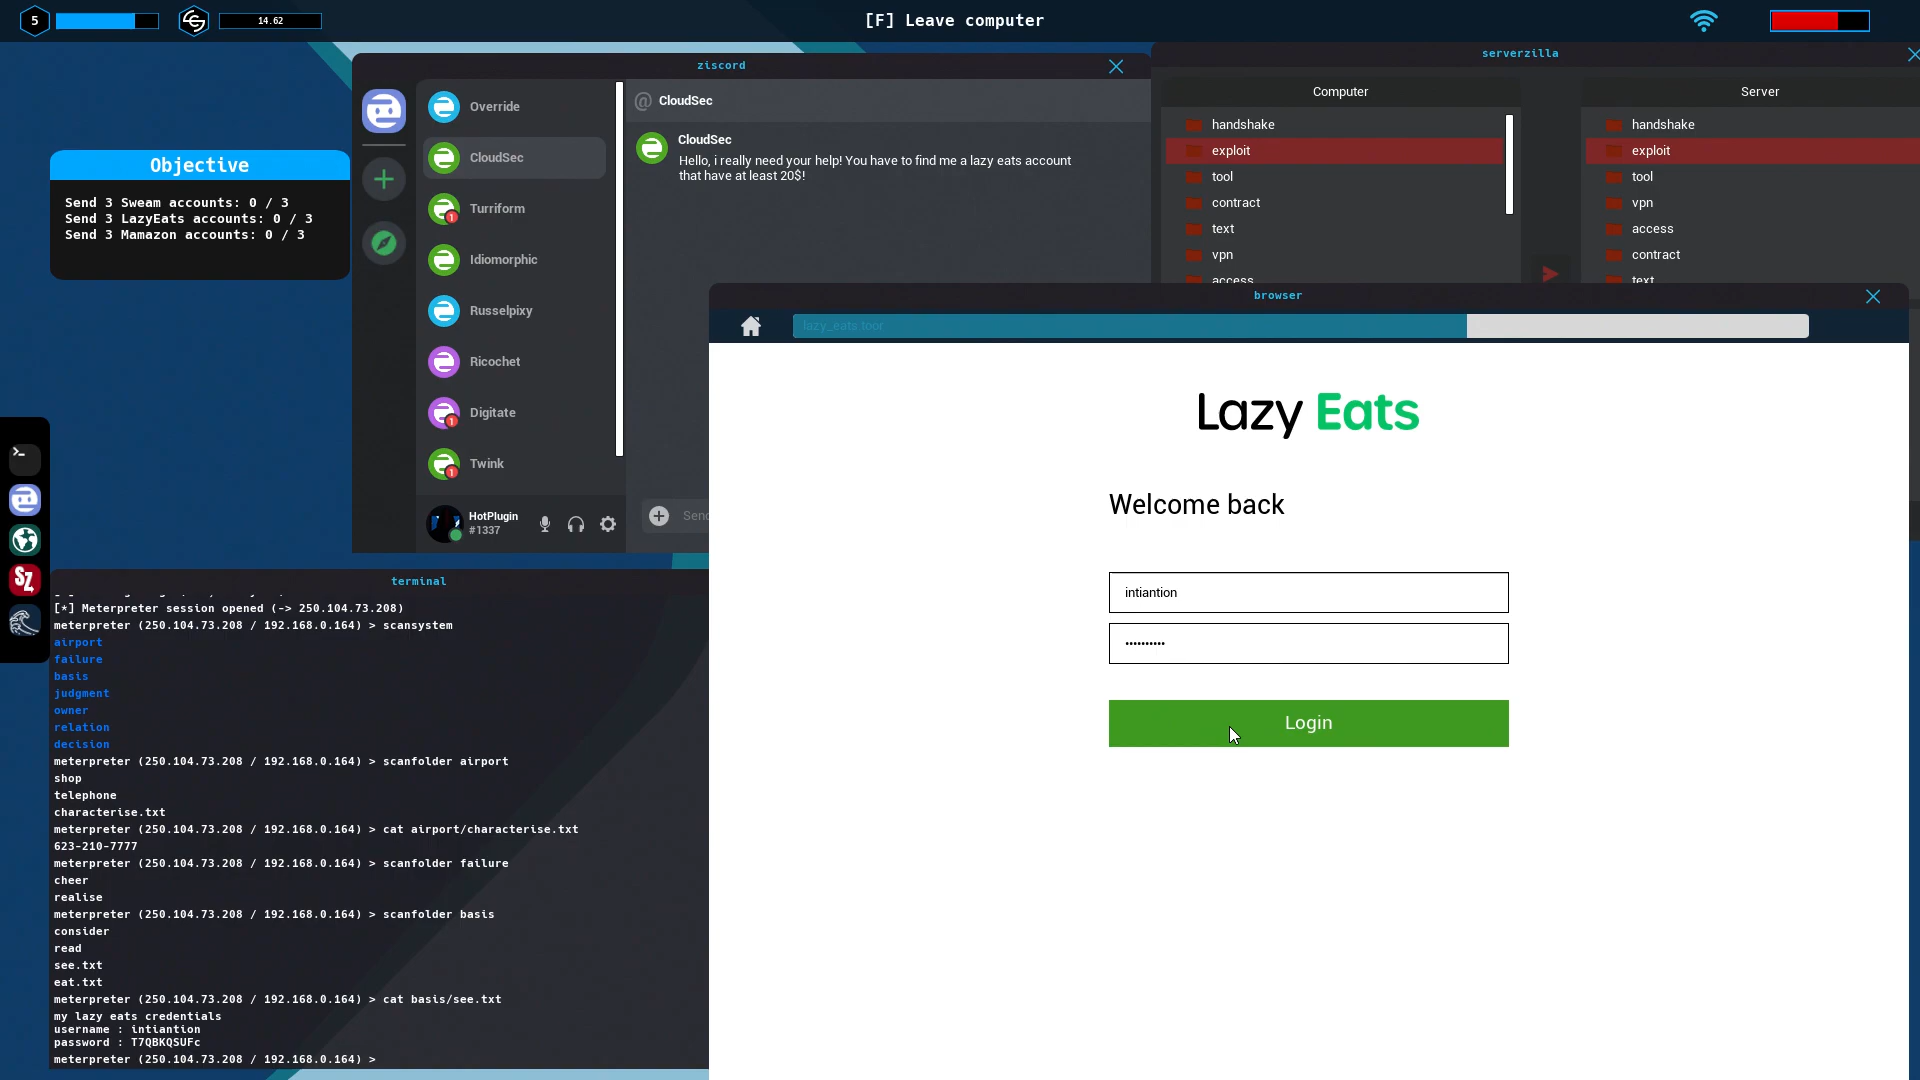 5
14.62
[F] Leave computer
Objective
Send 3 Sweam accounts: 0 / 3
Send 3 LazyEats accounts: 0 / 3
Send 3 Mamazon accounts: 0 / 3
ziscord
Override
CloudSec
Turriform
1
Idiomorphic
Russelpixy
Ricochet
Digitate
1
Twink
1
HotPlugin
#1337
@ CloudSec
CloudSec
Hello, i really need your help! You have to find me a lazy eats account
that have at least 20$!
serverzilla
Computer
handshake
exploit
tool
contract
text
vpn
access
Server
handshake
exploit
tool
vpn
access
contract
text
browser
lazy_eats.toor
Lazy Eats
Welcome back
intiantion
••••••••••
Login
SZ
terminal
[*] Meterpreter session opened (-> 250.104.73.208)
meterpreter (250.104.73.208 / 192.168.0.164) > scansystem
airport
failure
basis
judgment
owner
relation
decision
meterpreter (250.104.73.208 / 192.168.0.164) > scanfolder airport
shop
telephone
characterise.txt
meterpreter (250.104.73.208 / 192.168.0.164) > cat airport/characterise.txt
623-210-7777
meterpreter (250.104.73.208 / 192.168.0.164) > scanfolder failure
cheer
realise
meterpreter (250.104.73.208 / 192.168.0.164) > scanfolder basis
consider
read
see.txt
eat.txt
meterpreter (250.104.73.208 / 192.168.0.164) > cat basis/see.txt
my lazy eats credentials
username : intiantion
password : T7QBKQSUFc
meterpreter (250.104.73.208 / 192.168.0.164) >